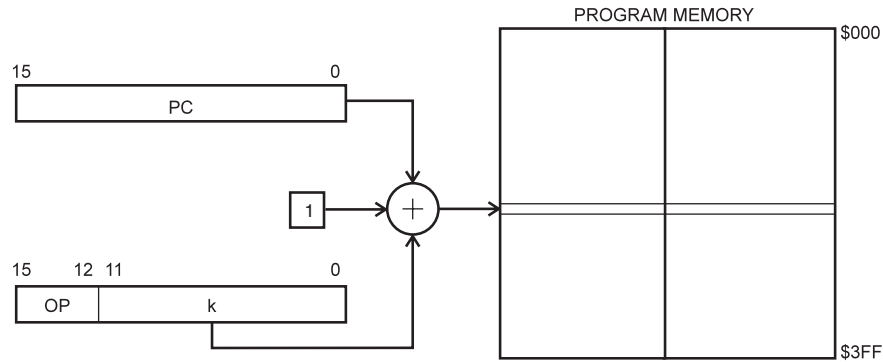 PROGRAM MEMORY
$000
15 0
PC
1
+
15 12 11 0
OP k
$3FF